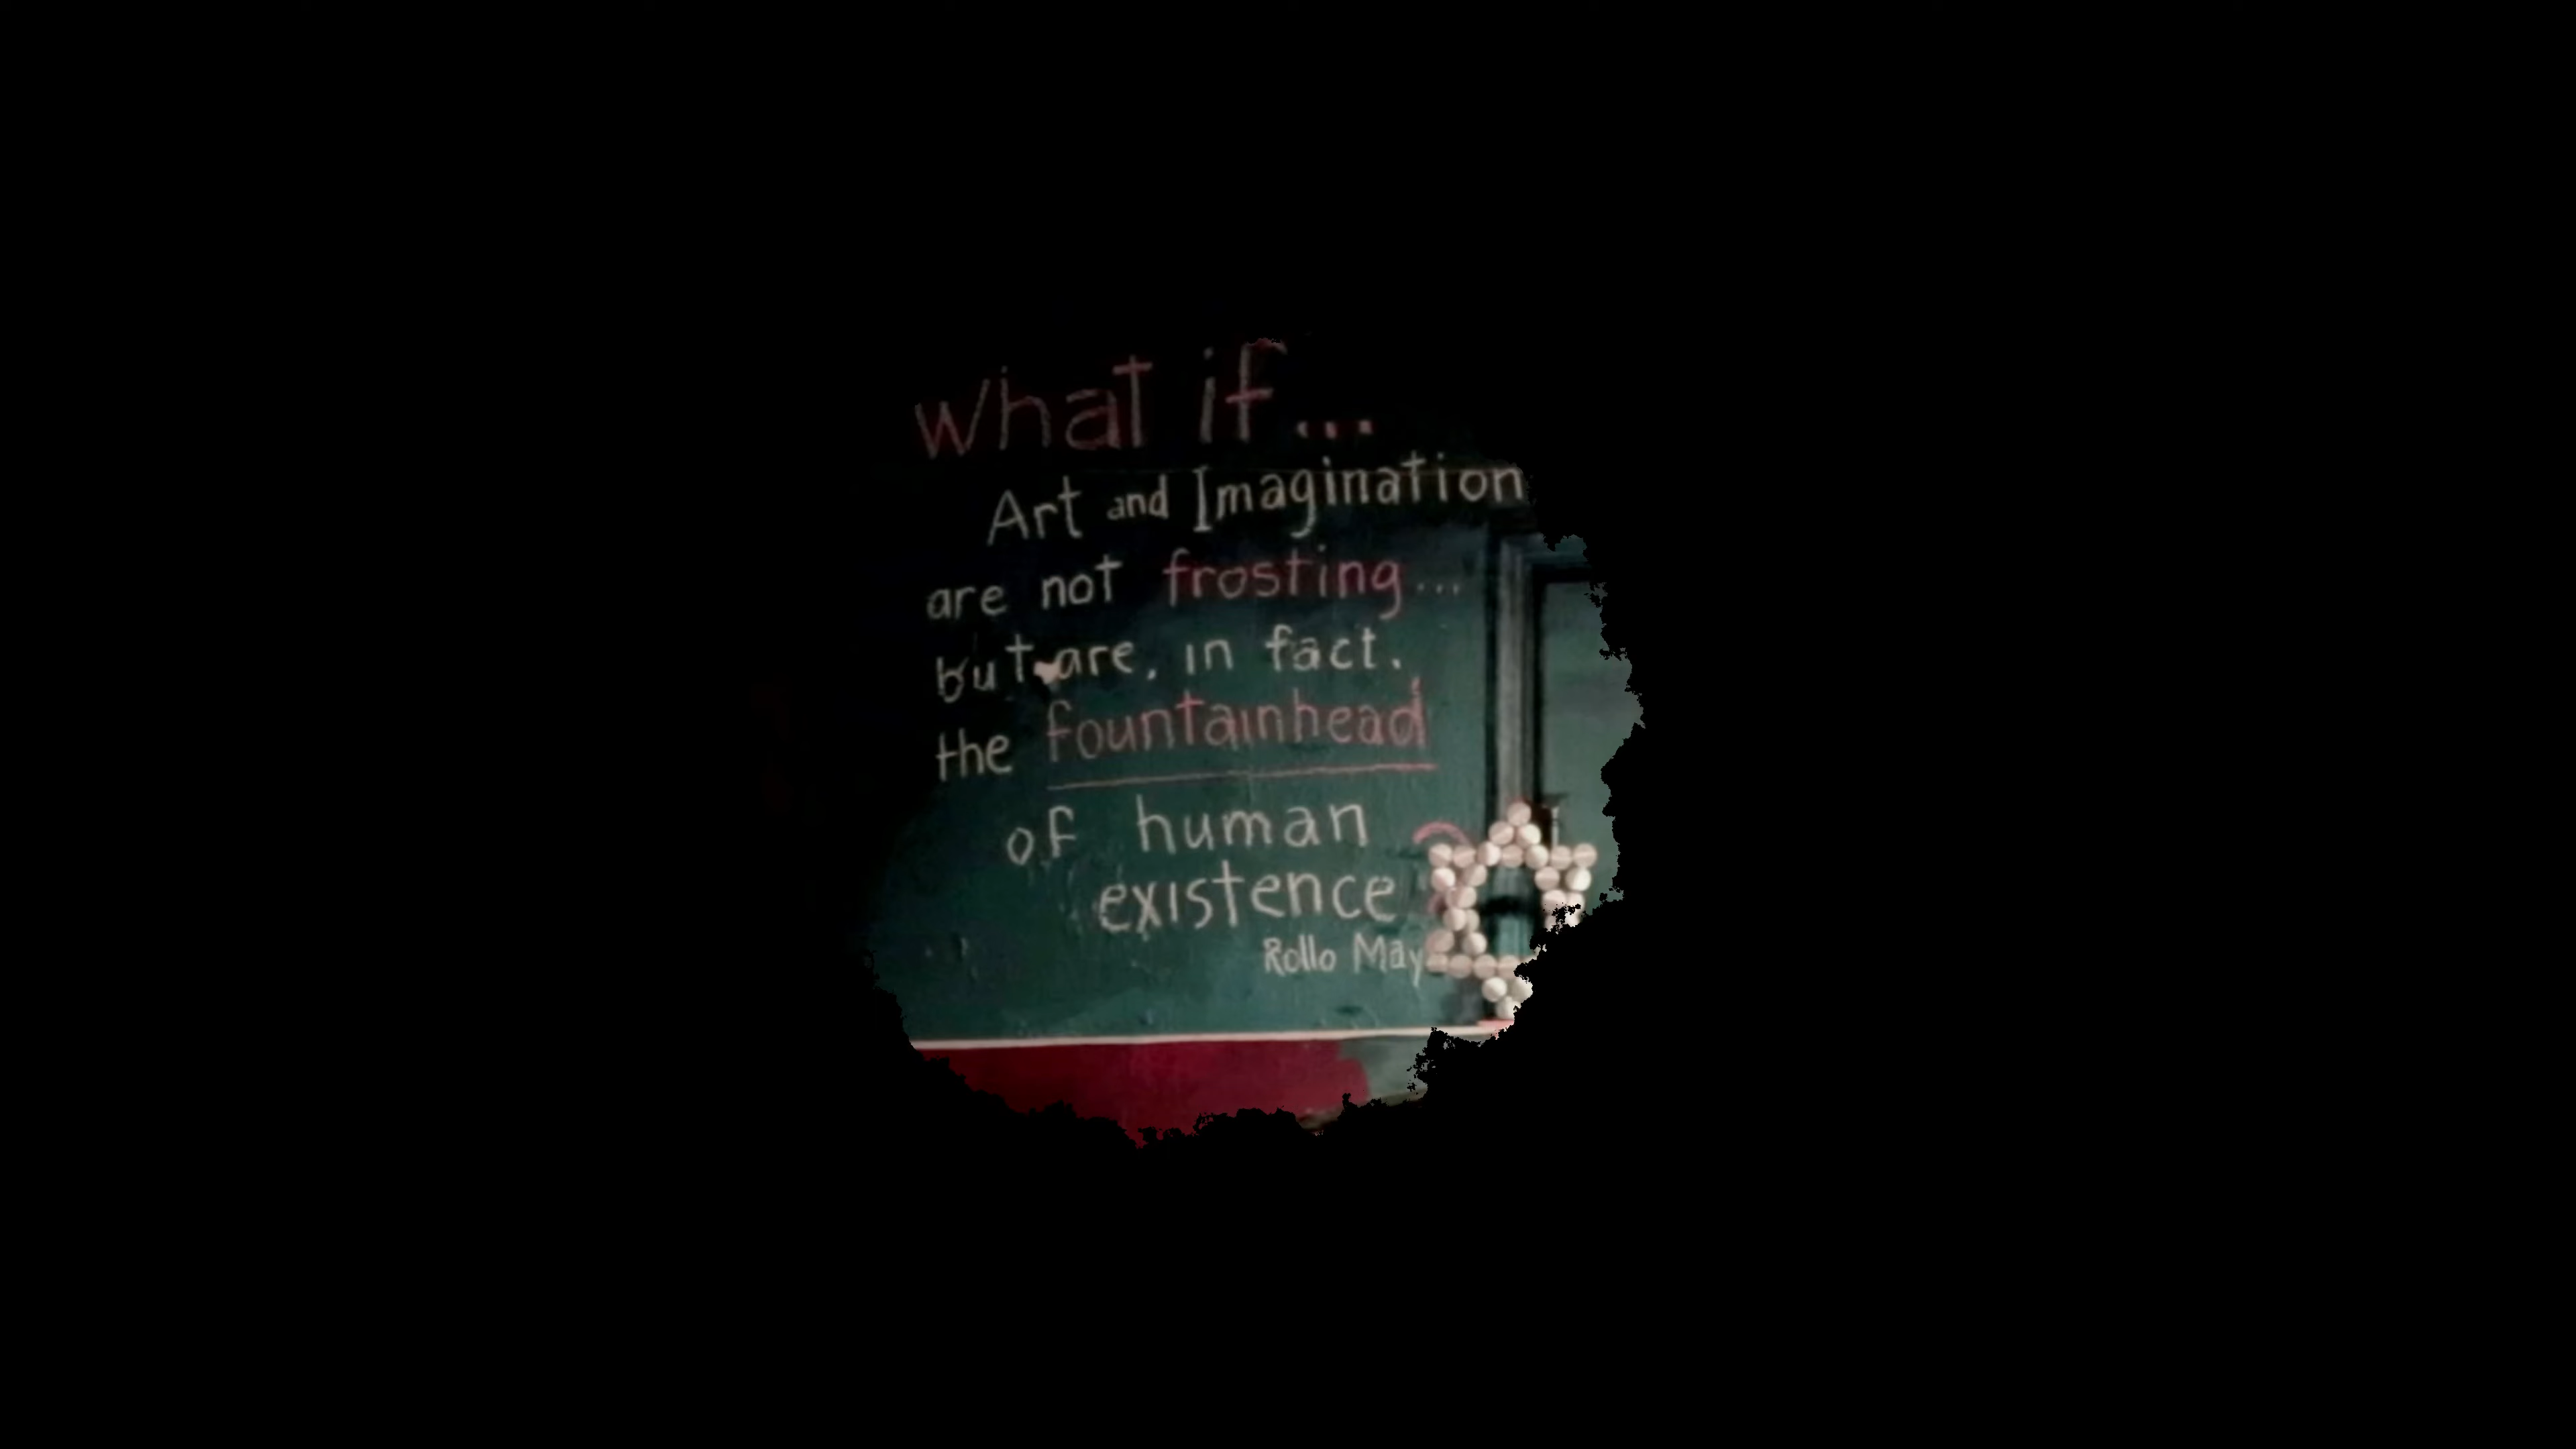 What if...
Art and Imagination
are not frosting...
but are, in fact.
the fountainhead
of human
existence
Rollo May